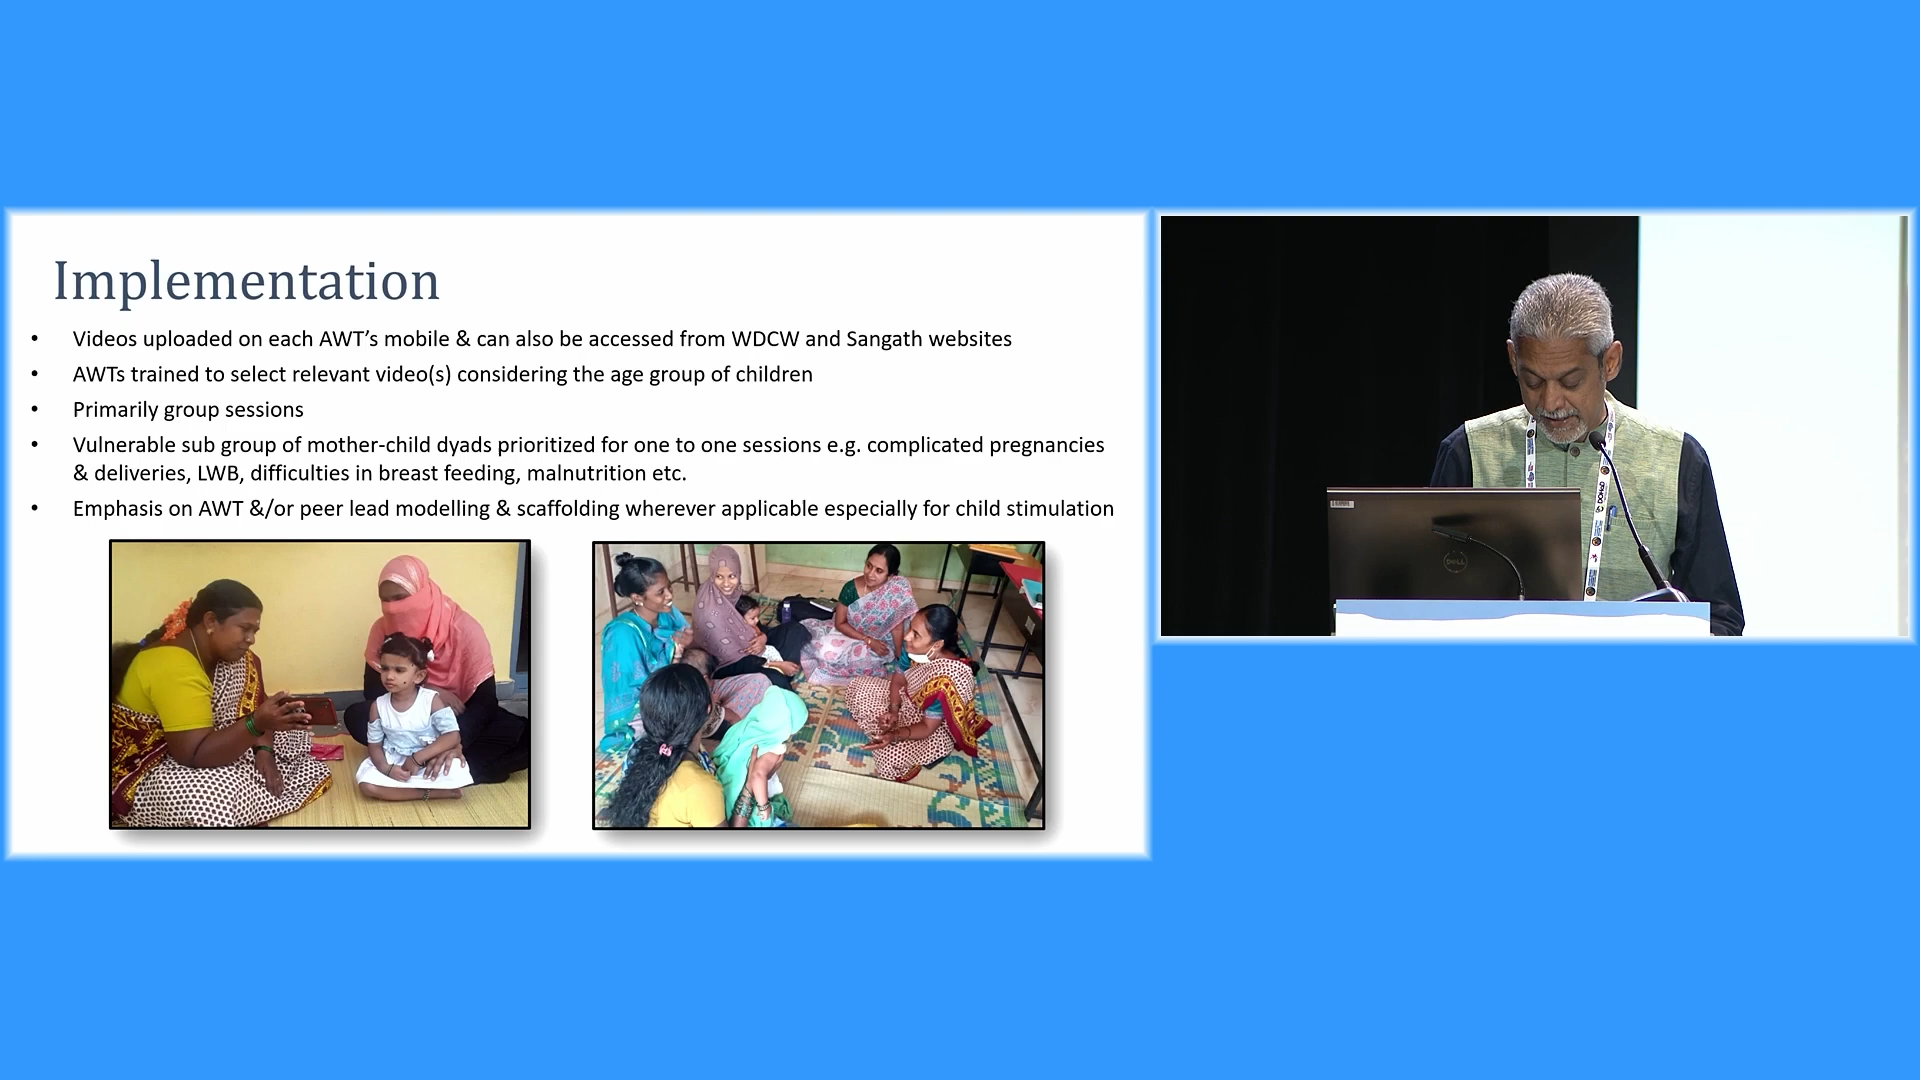 Implementation
• Videos uploaded on each AWT’s mobile & can also be accessed from WDCW and Sangath websites
• AWTs trained to select relevant video(s) considering the age group of children
• Primarily group sessions
• Vulnerable sub group of mother-child dyads prioritized for one to one sessions e.g. complicated pregnancies
& deliveries, LWB, difficulties in breast feeding, malnutrition etc.
• Emphasis on AWT &/or peer lead modelling & scaffolding wherever applicable especially for child stimulation
DELL